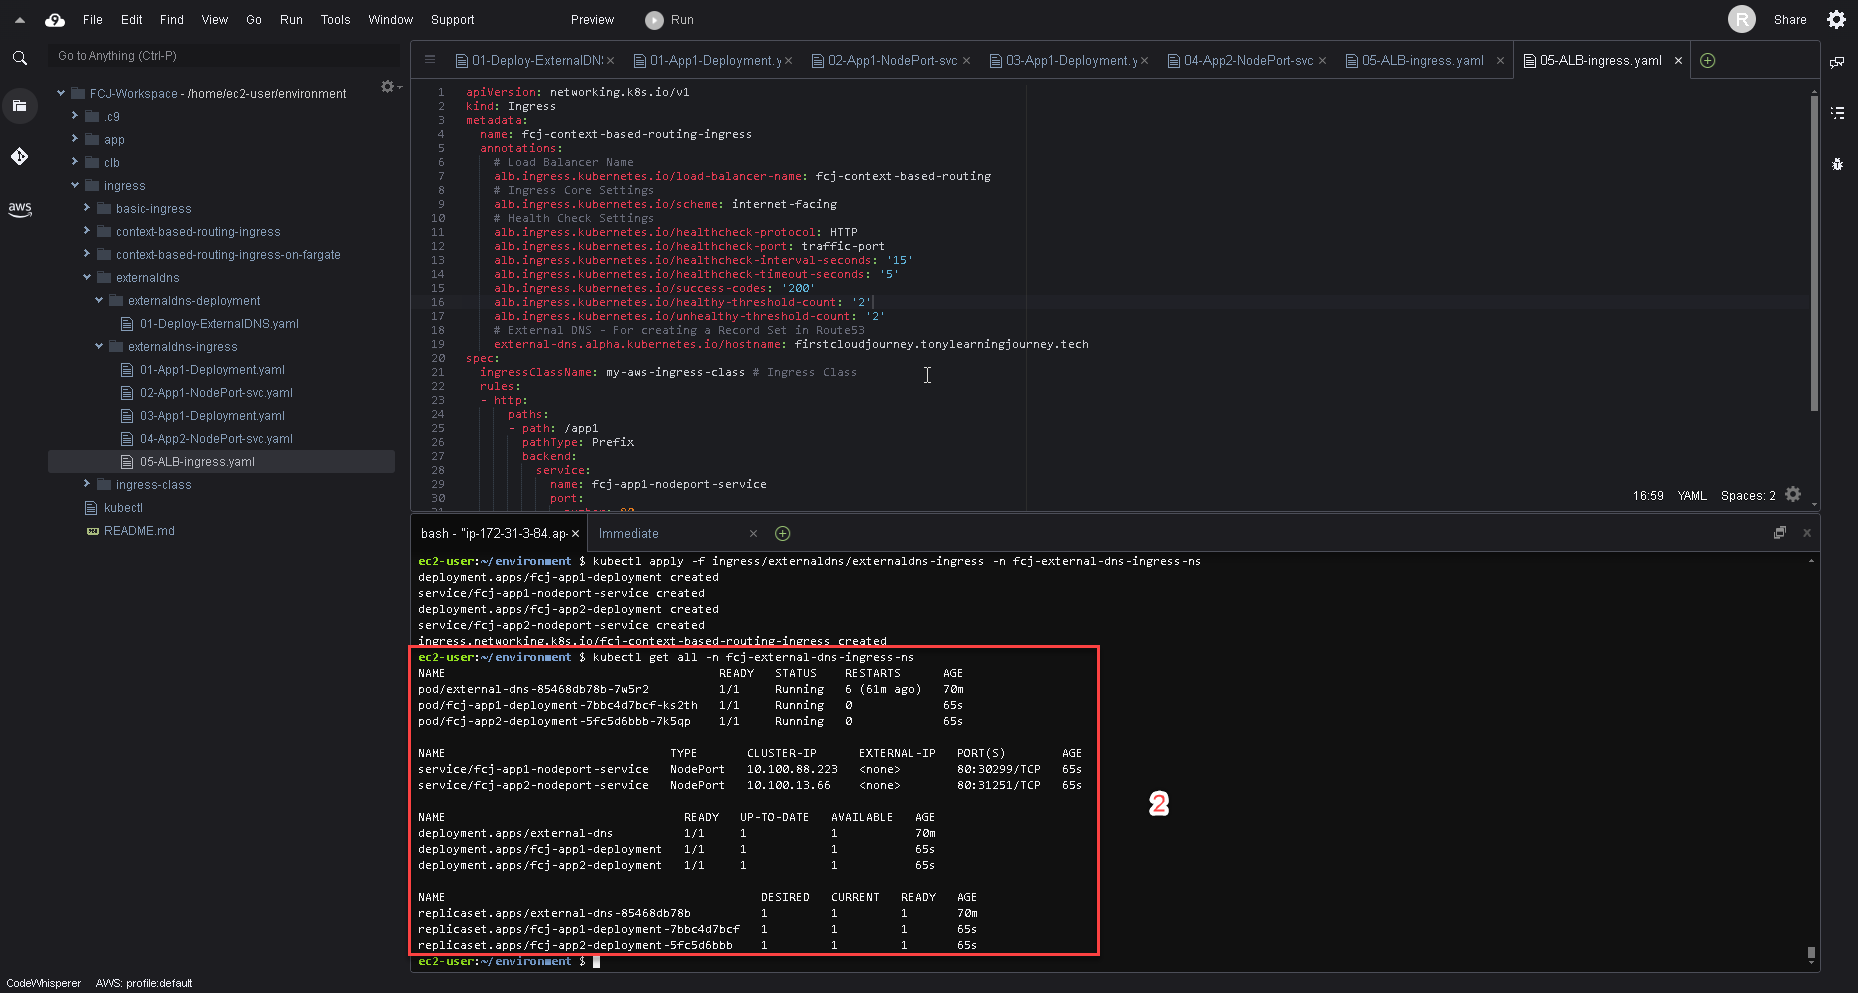 File Edit Find View Go Run Tools Window Support Preview Run R Share
Go to Anything (Ctrl-P)
FCJ-Workspace - /home/ec2-user/environment
.c9
app
clb
ingress
basic-ingress
context-based-routing-ingress
context-based-routing-ingress-on-fargate
externaldns
externaldns-deployment
01-Deploy-ExternalDNS.yaml
externaldns-ingress
01-App1-Deployment.yaml
02-App1-NodePort-svc.yaml
03-App1-Deployment.yaml
04-App2-NodePort-svc.yaml
05-ALB-ingress.yaml
ingress-class
kubectl
README.md
aws
01-Deploy-ExternalDN 01-App1-Deployment.y 02-App1-NodePort-svc 03-App1-Deployment.y 04-App2-NodePort-svc 05-ALB-ingress.yaml 05-ALB-ingress.yaml
1 apiVersion: networking.k8s.io/v1
2 kind: Ingress
3 metadata:
4 name: fcj-context-based-routing-ingress
5 annotations:
6 # Load Balancer Name
7 alb.ingress.kubernetes.io/load-balancer-name: fcj-context-based-routing
8 # Ingress Core Settings
9 alb.ingress.kubernetes.io/scheme: internet-facing
10 # Health Check Settings
11 alb.ingress.kubernetes.io/healthcheck-protocol: HTTP
12 alb.ingress.kubernetes.io/healthcheck-port: traffic-port
13 alb.ingress.kubernetes.io/healthcheck-interval-seconds: '15'
14 alb.ingress.kubernetes.io/healthcheck-timeout-seconds: '5'
15 alb.ingress.kubernetes.io/success-codes: '200'
16 alb.ingress.kubernetes.io/healthy-threshold-count: '2'
17 alb.ingress.kubernetes.io/unhealthy-threshold-count: '2'
18 # External DNS - For creating a Record Set in Route53
19 external-dns.alpha.kubernetes.io/hostname: firstcloudjourney.tonylearningjourney.tech
20 spec:
21 ingressClassName: my-aws-ingress-class # Ingress Class
22 rules:
23 - http:
24 paths:
25 - path: /app1
26 pathType: Prefix
27 backend:
28 service:
29 name: fcj-app1-nodeport-service
30 port:
16:59 YAML Spaces: 2
bash - "ip-172-31-3-84.ap- Immediate
ec2-user:~/environment $ kubectl apply -f ingress/externaldns/externaldns-ingress -n fcj-external-dns-ingress-ns
deployment.apps/fcj-app1-deployment created
service/fcj-app1-nodeport-service created
deployment.apps/fcj-app2-deployment created
service/fcj-app2-nodeport-service created
ingress.networking.k8s.io/fcj-context-based-routing-ingress created
ec2-user:~/environment $ kubectl get all -n fcj-external-dns-ingress-ns
NAME READY STATUS RESTARTS AGE
pod/external-dns-85468db78b-7w5r2 1/1 Running 6 (61m ago) 70m
pod/fcj-app1-deployment-7bbc4d7bcf-ks2th 1/1 Running 0 65s
pod/fcj-app2-deployment-5fc5d6bbb-7k5qp 1/1 Running 0 65s
NAME TYPE CLUSTER-IP EXTERNAL-IP PORT(S) AGE
service/fcj-app1-nodeport-service NodePort 10.100.88.223 <none> 80:30299/TCP 65s
service/fcj-app2-nodeport-service NodePort 10.100.13.66 <none> 80:31251/TCP 65s
NAME READY UP-TO-DATE AVAILABLE AGE
deployment.apps/external-dns 1/1 1 1 70m
deployment.apps/fcj-app1-deployment 1/1 1 1 65s
deployment.apps/fcj-app2-deployment 1/1 1 1 65s
NAME DESIRED CURRENT READY AGE
replicaset.apps/external-dns-85468db78b 1 1 1 70m
replicaset.apps/fcj-app1-deployment-7bbc4d7bcf 1 1 1 65s
replicaset.apps/fcj-app2-deployment-5fc5d6bbb 1 1 1 65s
ec2-user:~/environment $
2
CodeWhisperer AWS: profile:default